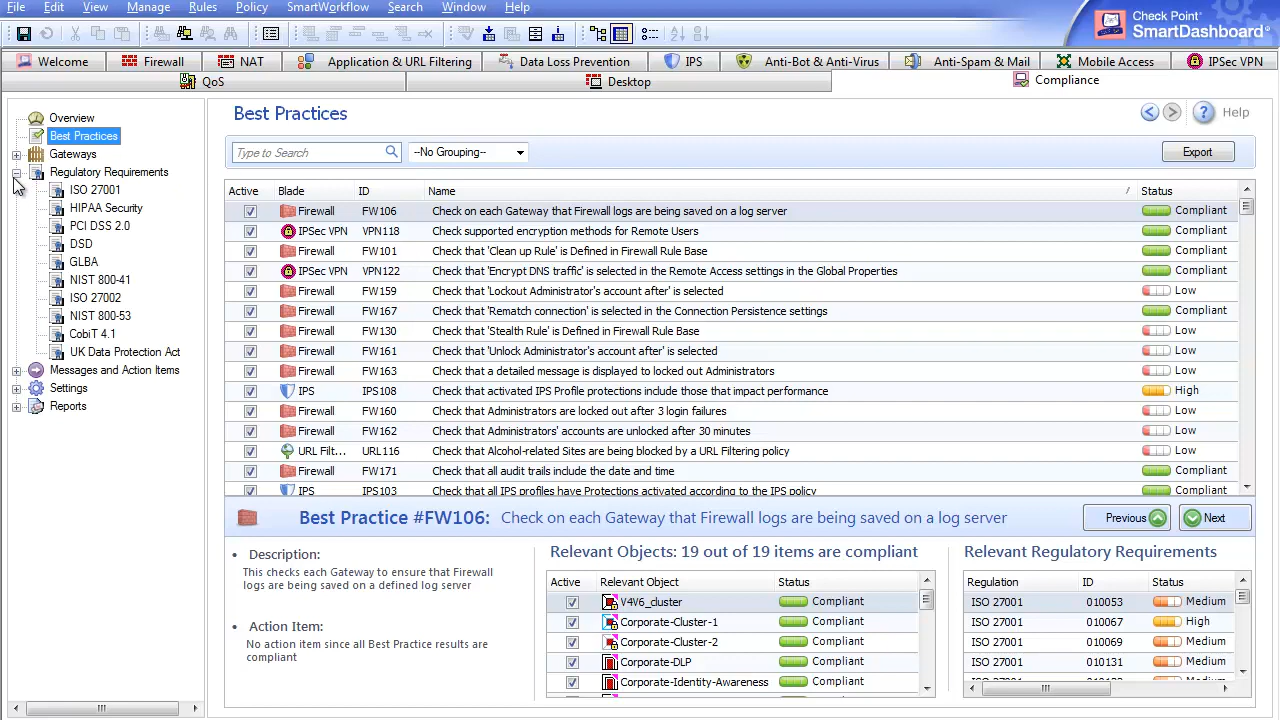 File Edit View Manage Rules Policy SmartWorkflow Search Window Help
Check Point
SmartDashboard
Welcome Firewall NAT Application & URL Filtering Data Loss Prevention IPS Anti-Bot & Anti-Virus Anti-Spam & Mail Mobile Access IPSec VPN
QoS Desktop Compliance
Overview
Best Practices
Gateways
Regulatory Requirements
ISO 27001
HIPAA Security
PCI DSS 2.0
DSD
GLBA
NIST 800-41
ISO 27002
NIST 800-53
CobiT 4.1
UK Data Protection Act
Messages and Action Items
Settings
Reports
Best Practices
Help
Type to Search
--No Grouping--
Export
Active Blade ID Name Status
Firewall FW106 Check on each Gateway that Firewall logs are being saved on a log server Compliant
IPSec VPN VPN118 Check supported encryption methods for Remote Users Compliant
Firewall FW101 Check that 'Clean up Rule' is Defined in Firewall Rule Base Compliant
IPSec VPN VPN122 Check that 'Encrypt DNS traffic' is selected in the Remote Access settings in the Global Properties Compliant
Firewall FW159 Check that 'Lockout Administrator's account after' is selected Low
Firewall FW167 Check that 'Rematch connection' is selected in the Connection Persistence settings Compliant
Firewall FW130 Check that 'Stealth Rule' is Defined in Firewall Rule Base Low
Firewall FW161 Check that 'Unlock Administrator's account after' is selected Low
Firewall FW163 Check that a detailed message is displayed to locked out Administrators Low
IPS IPS108 Check that activated IPS Profile protections include those that impact performance High
Firewall FW160 Check that Administrators are locked out after 3 login failures Low
Firewall FW162 Check that Administrators' accounts are unlocked after 30 minutes Low
URL Filt... URL116 Check that Alcohol-related Sites are being blocked by a URL Filtering policy Low
Firewall FW171 Check that all audit trails include the date and time Compliant
IPS IPS103 Check that all IPS profiles have Protections activated according to the IPS policy Compliant
Best Practice #FW106: Check on each Gateway that Firewall logs are being saved on a log server
Previous Next
Description:
This checks each Gateway to ensure that Firewall
logs are being saved on a defined log server
Action Item:
No action item since all Best Practice results are
compliant
Relevant Objects: 19 out of 19 items are compliant
Active Relevant Object Status
V4V6_cluster Compliant
Corporate-Cluster-1 Compliant
Corporate-Cluster-2 Compliant
Corporate-DLP Compliant
Corporate-Identity-Awareness Compliant
Relevant Regulatory Requirements
Regulation ID Status
ISO 27001 010053 Medium
ISO 27001 010067 High
ISO 27001 010069 Medium
ISO 27001 010131 Medium